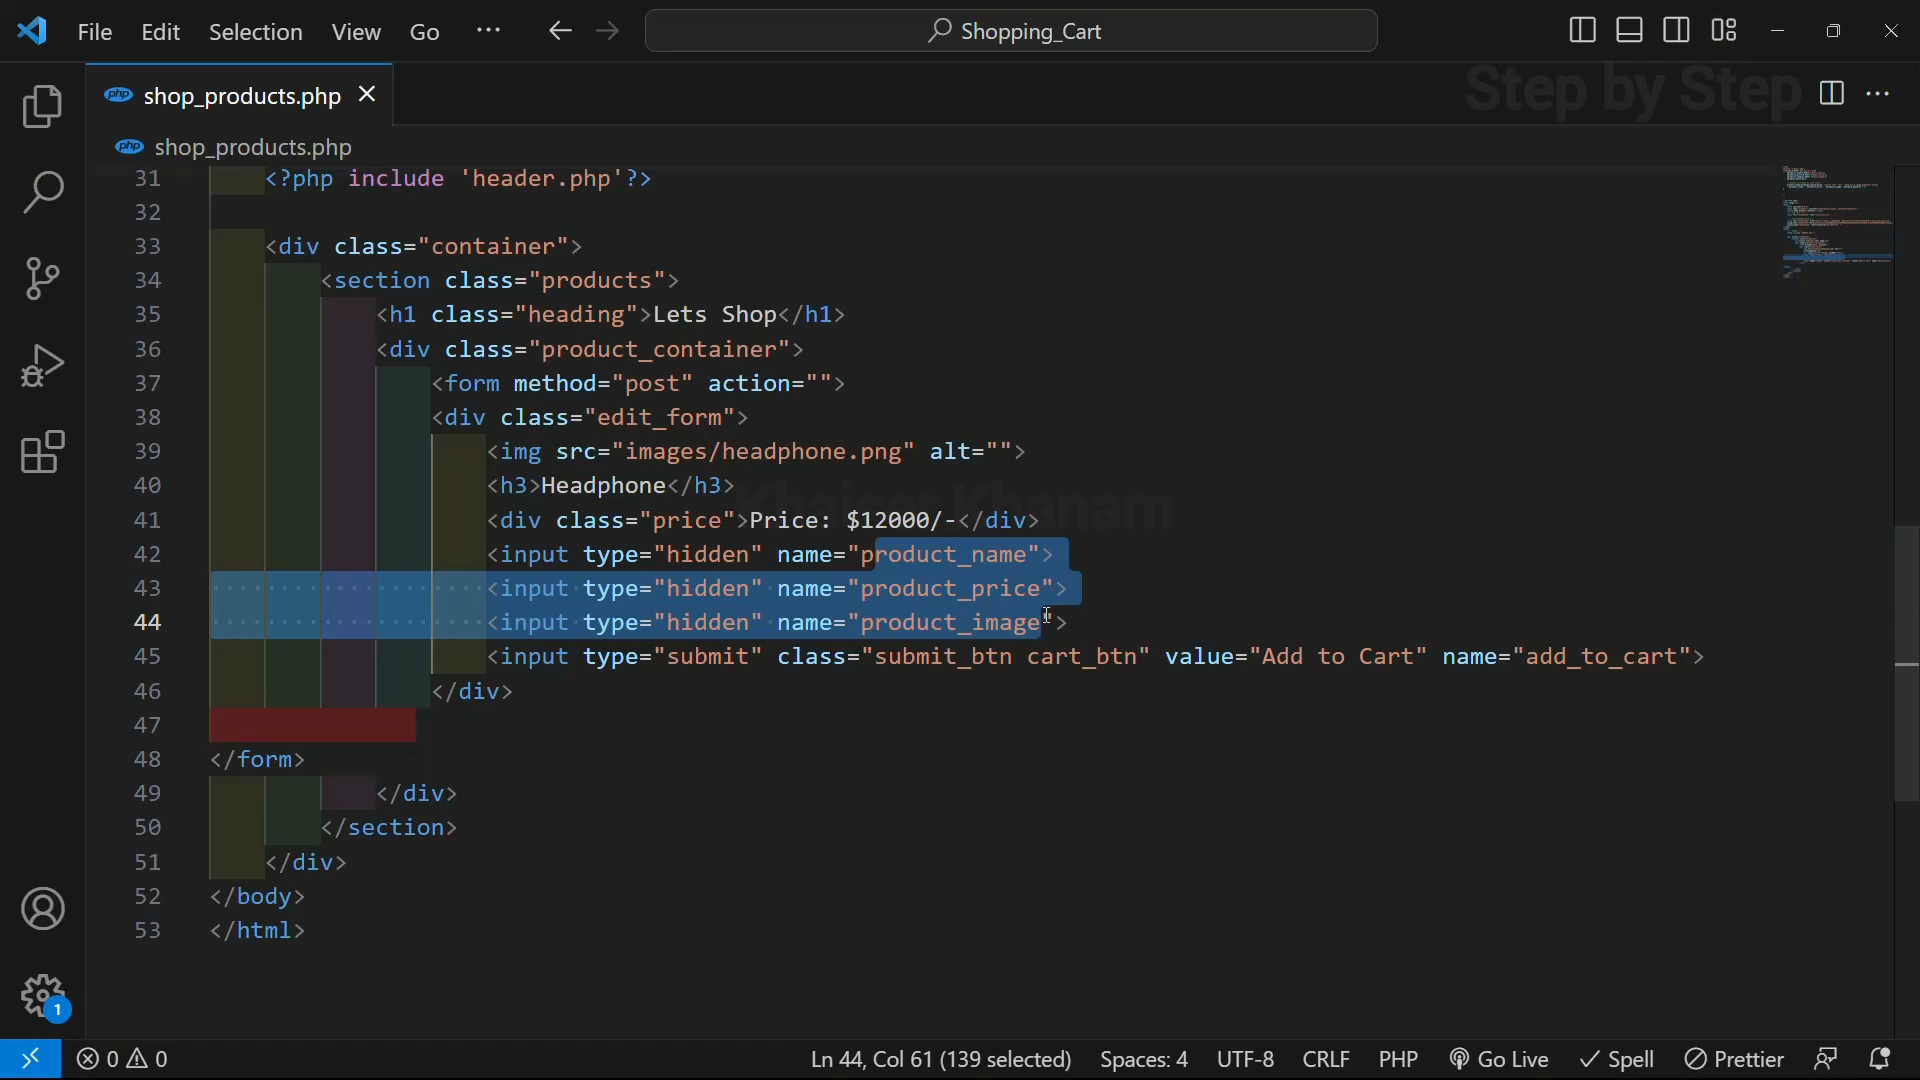 File Edit Selection View Go ··· Shopping_Cart
Step by Step
php shop_products.php
php shop_products.php
31 <?php include 'header.php'?>
32
33 <div class="container">
34 <section class="products">
35 <h1 class="heading">Lets Shop</h1>
36 <div class="product_container">
37 <form method="post" action="">
38 <div class="edit_form">
39 <img src="images/headphone.png" alt="">
40 <h3>Headphone</h3>
Khanam
41 <div class="price">Price: $12000/-</div>
42 <input type="hidden" name="product_name">
43 <input type="hidden" name="product_price">
44 <input type="hidden" name="product_image">
45 <input type="submit" class="submit_btn cart_btn" value="Add to Cart" name="add_to_cart">
46 </div>
47
48 </form>
49 </div>
50 </section>
51 </div>
52 </body>
53 </html>
1
0 0 Ln 44, Col 61 (139 selected) Spaces: 4 UTF-8 CRLF PHP Go Live Spell Prettier